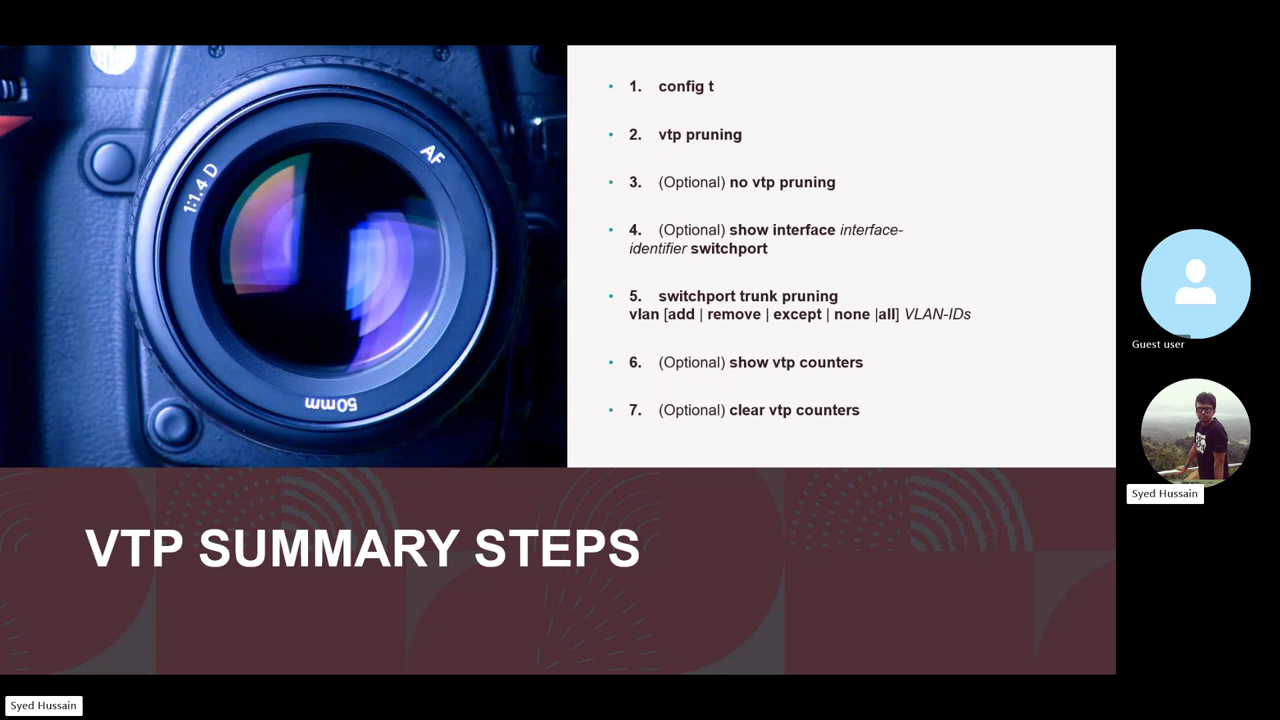 1:1.4 D
AF
50mm
• 1. config t
• 2. vtp pruning
• 3. (Optional) no vtp pruning
• 4. (Optional) show interface interface-
identifier switchport
• 5. switchport trunk pruning
vlan [add | remove | except | none |all] VLAN-IDs
• 6. (Optional) show vtp counters
• 7. (Optional) clear vtp counters
VTP SUMMARY STEPS
Guest user
Syed Hussain
Syed Hussain